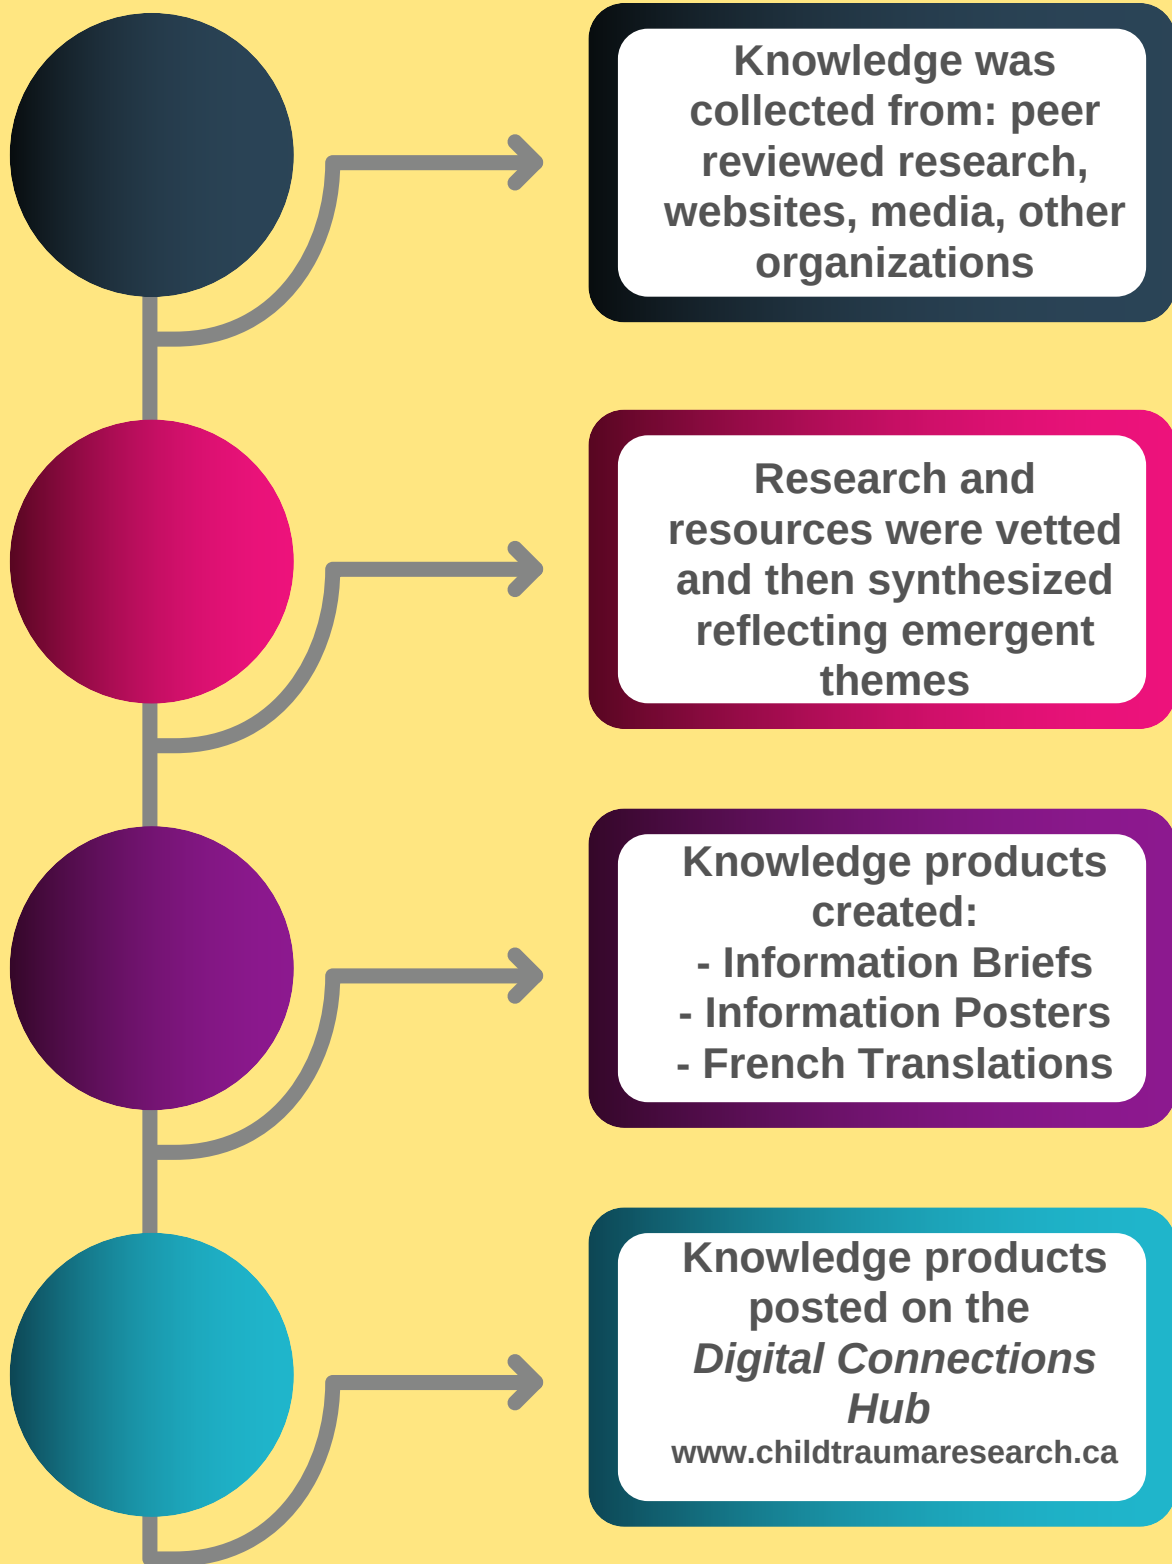 Knowledge was
collected from: peer
reviewed research,
websites, media, other
organizations
Research and
resources were vetted
and then synthesized
reflecting emergent
themes
Knowledge products
created:
- Information Briefs
- Information Posters
- French Translations
Knowledge products
posted on the
Digital Connections
Hub
www.childtraumaresearch.ca